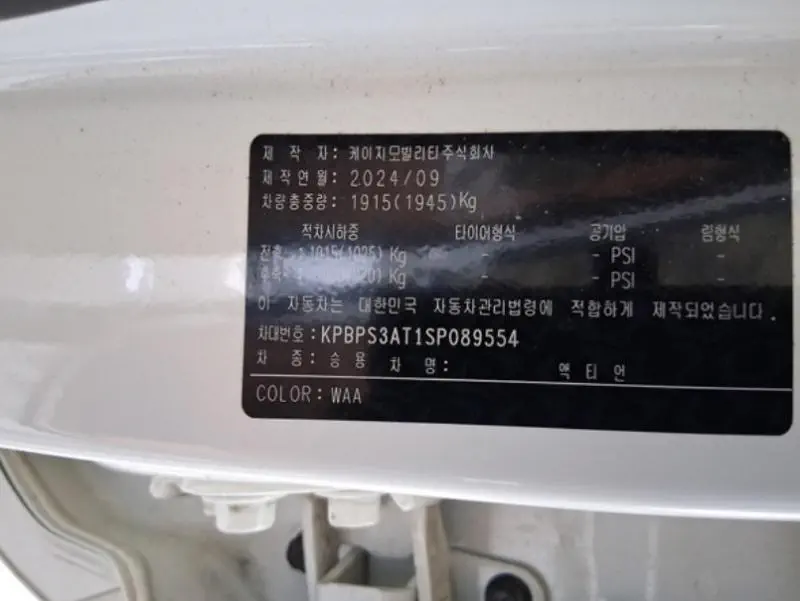 제 작 자: 케이지모빌리티주식회사
제작연월: 2024/09
차량총중량: 1915(1945)Kg
적차시하중 타이어형식 공기압 림형식
Kg - - PSI -
Kg - - PSI -
이 자동차는 대한민국 자동차관리법령에 적합하게 제작되었습니다.
차대번호: KPBPS3AT1SP089554
차 종: 승용 차 명: 액티언
COLOR: WAA